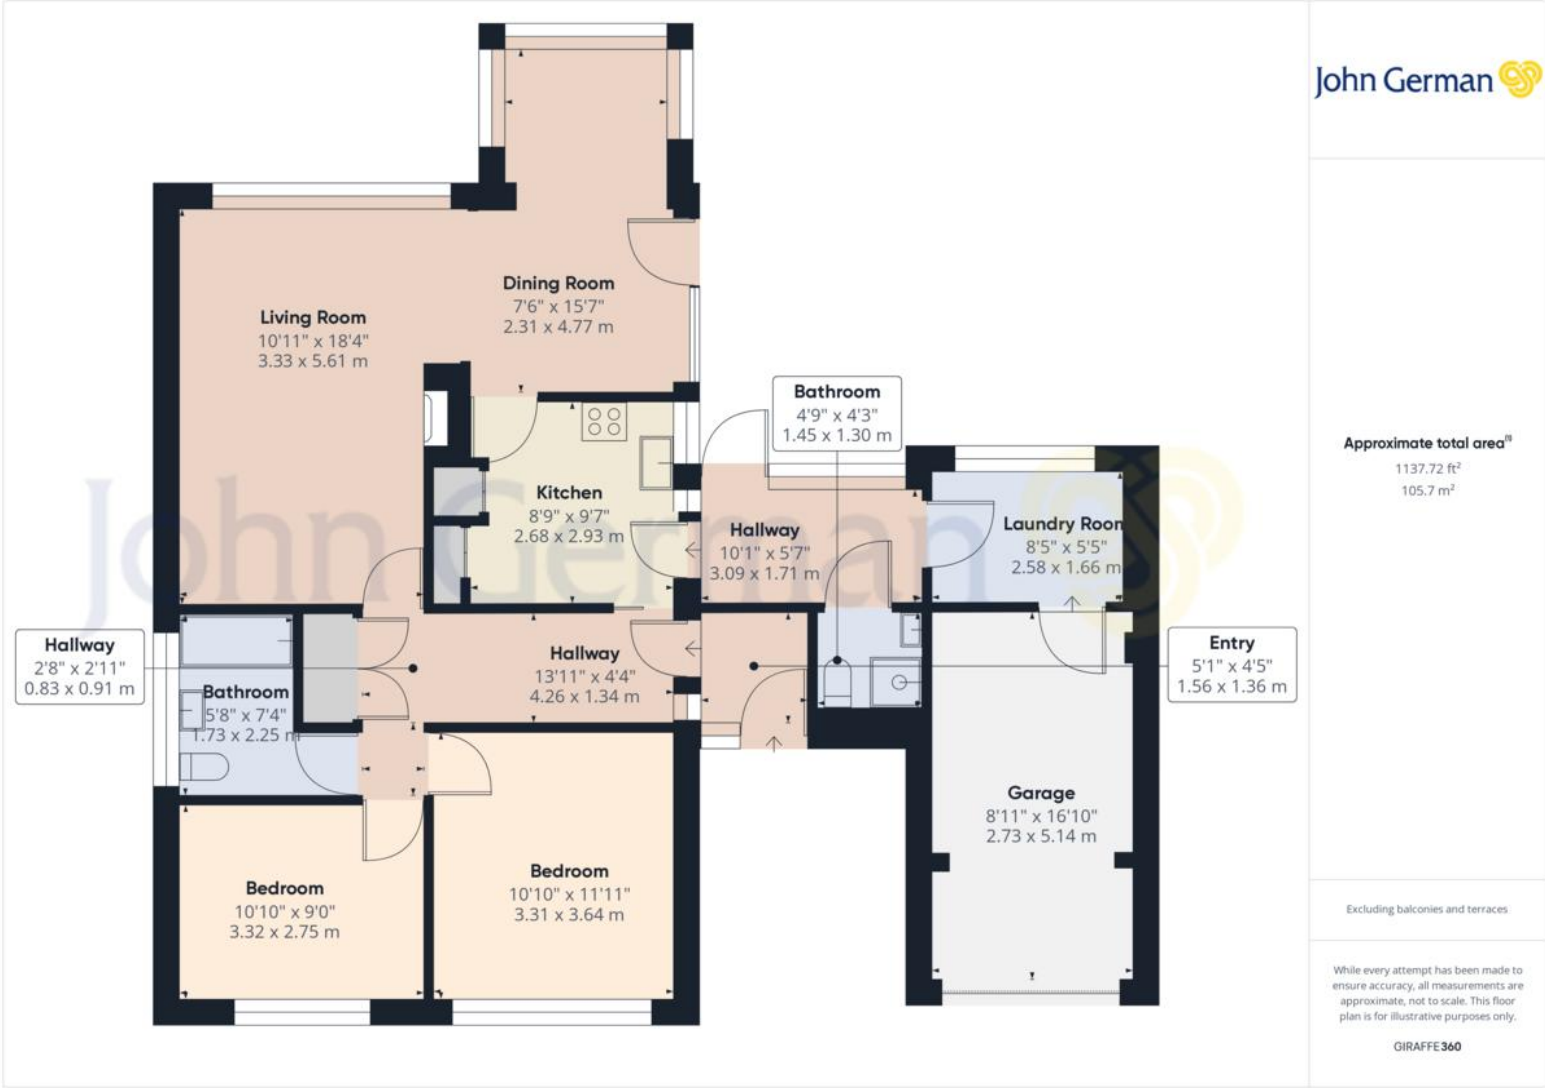 John German
Dining Room
7'6" x 15'7"
2.31 x 4.77 m
Living Room
10'11" x 18'4"
3.33 x 5.61 m
Bathroom
4'9" x 4'3"
1.45 x 1.30 m
Kitchen
8'9" x 9'7"
2.68 x 2.93 m
Hallway
10'1" x 5'7"
3.09 x 1.71 m
Laundry Room
8'5" x 5'5"
2.58 x 1.66 m
John German
Hallway
2'8" x 2'11"
0.83 x 0.91 m
Bathroom
5'8" x 7'4"
1.73 x 2.25 m
Hallway
13'11" x 4'4"
4.26 x 1.34 m
Entry
5'1" x 4'5"
1.56 x 1.36 m
Garage
8'11" x 16'10"
2.73 x 5.14 m
Bedroom
10'10" x 9'0"
3.32 x 2.75 m
Bedroom
10'10" x 11'11"
3.31 x 3.64 m
Approximate total area⁽¹⁾
1137.72 ft²
105.7 m²
Excluding balconies and terraces
While every attempt has been made to
ensure accuracy, all measurements are
approximate, not to scale. This floor
plan is for illustrative purposes only.
GIRAFFE360